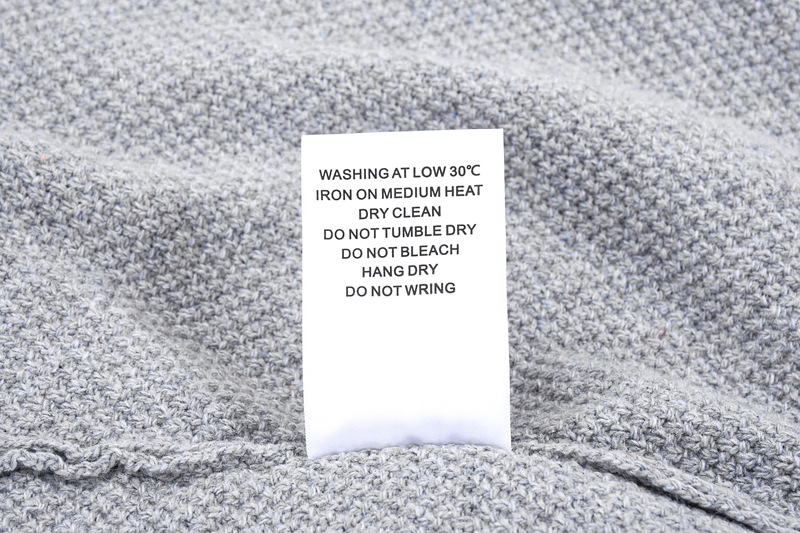 WASHING AT LOW 30℃
IRON ON MEDIUM HEAT
DRY CLEAN
DO NOT TUMBLE DRY
DO NOT BLEACH
HANG DRY
DO NOT WRING